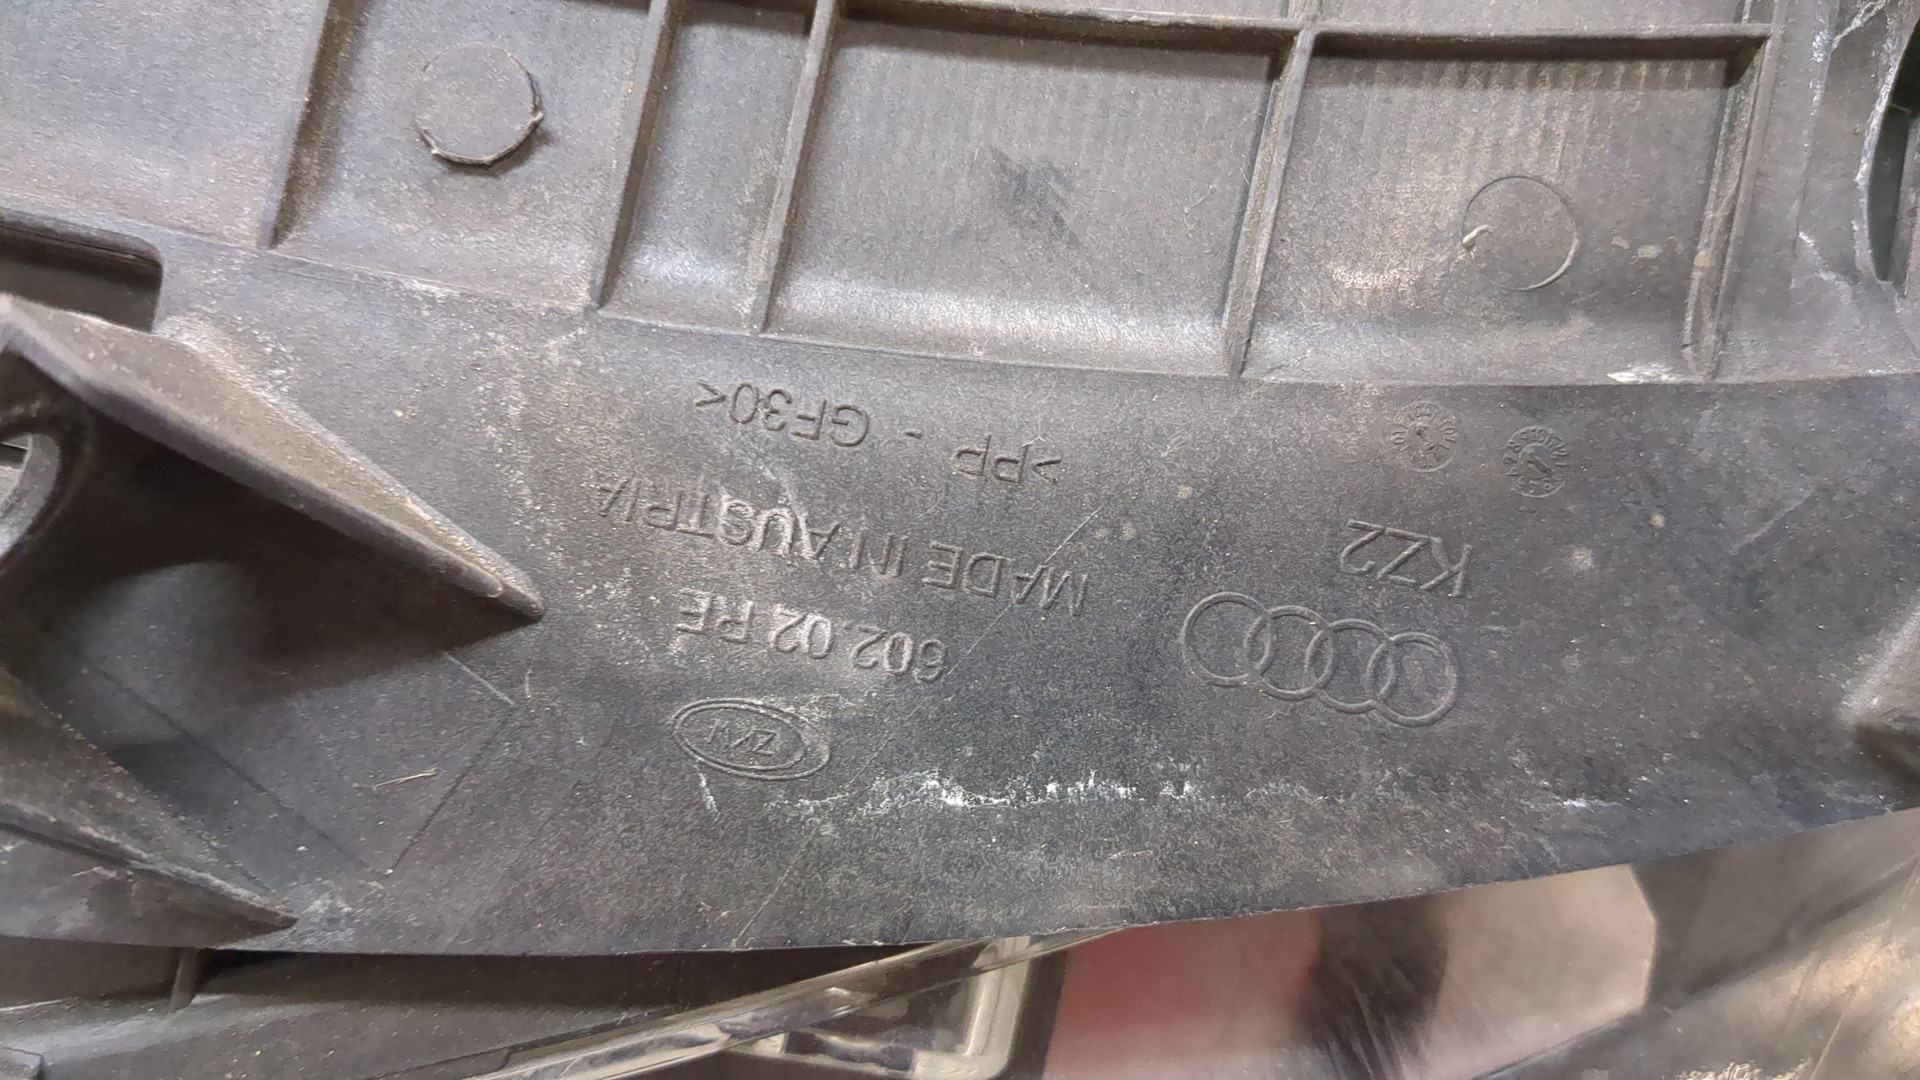 ZKW
602.02 RE
MADE IN AUSTRIA
>PP - GF30<
KZ2